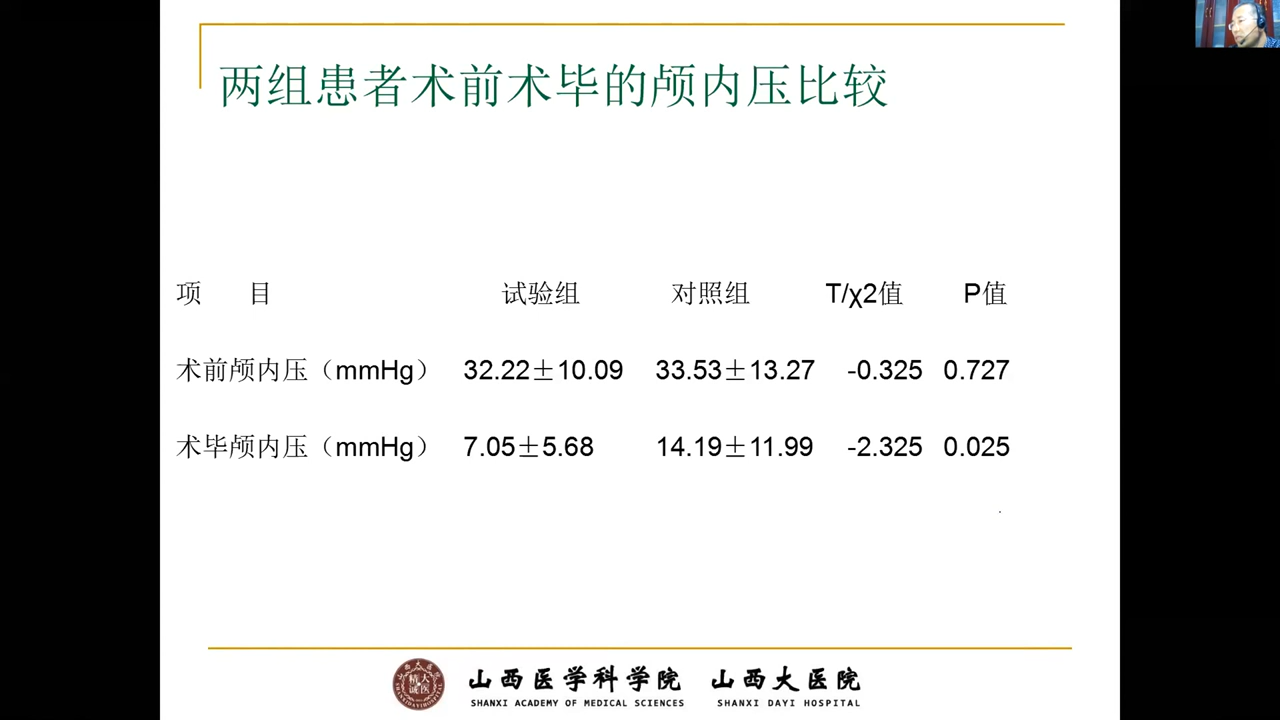 两组患者术前术毕的颅内压比较
项 目 试验组 对照组 T/χ2值 P值
术前颅内压（mmHg） 32.22±10.09 33.53±13.27 -0.325 0.727
术毕颅内压（mmHg） 7.05±5.68 14.19±11.99 -2.325 0.025
山西医学科学院 山西大医院
SHANXI ACADEMY OF MEDICAL SCIENCES SHANXI DAYI HOSPITAL